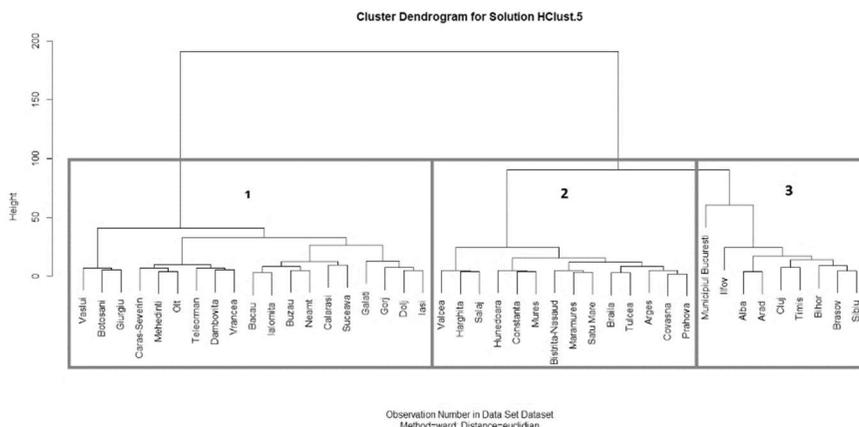 Cluster Dendrogram for Solution HClust.5
200
150
100
50
0
Height
1
2
3
Vaslui
Botosani
Giurgiu
Caras-Severin
Mehedinti
Olt
Teleorman
Dambovita
Vrancea
Bacau
Ialomita
Buzau
Neamt
Calarasi
Suceava
Galati
Gorj
Dolj
Iasi
Valcea
Harghita
Salaj
Hunedoara
Constanta
Mures
Bistrita-Nasaud
Maramures
Satu Mare
Braila
Tulcea
Arges
Covasna
Prahova
Municipiul Bucuresti
Ilfov
Alba
Arad
Cluj
Timis
Bihor
Brasov
Sibiu
Observation Number in Data Set Dataset
Method=ward; Distance=euclidian